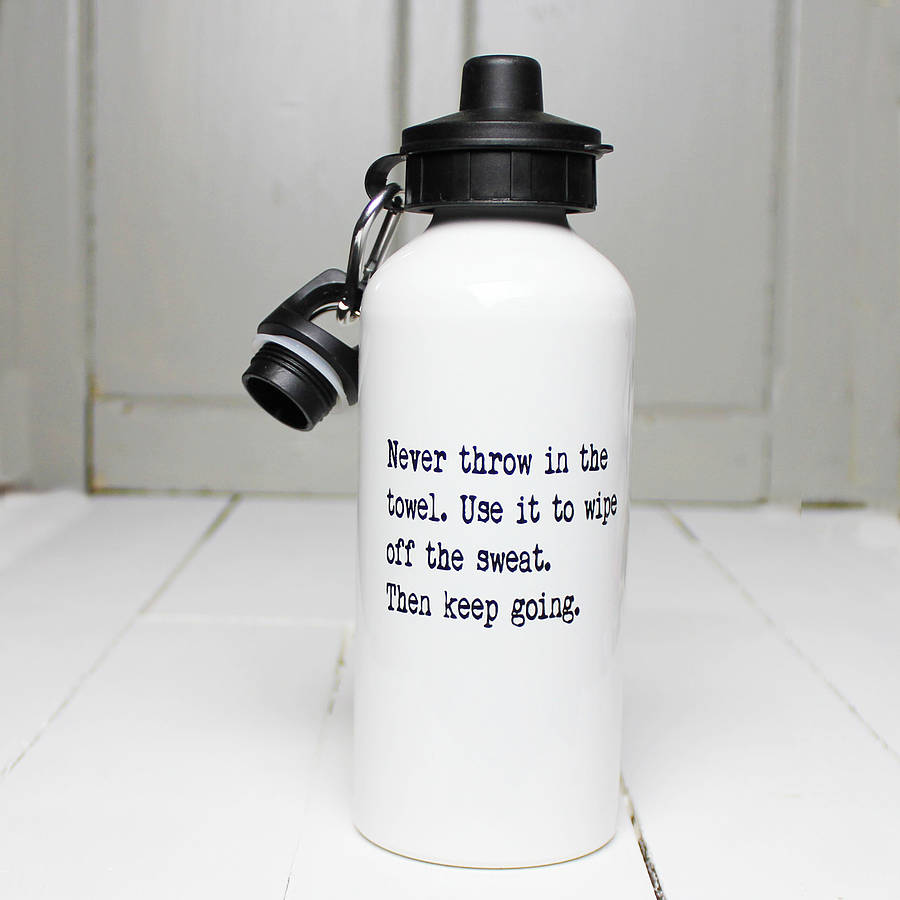 Never throw in the
towel. Use it to wipe
off the sweat.
Then keep going.